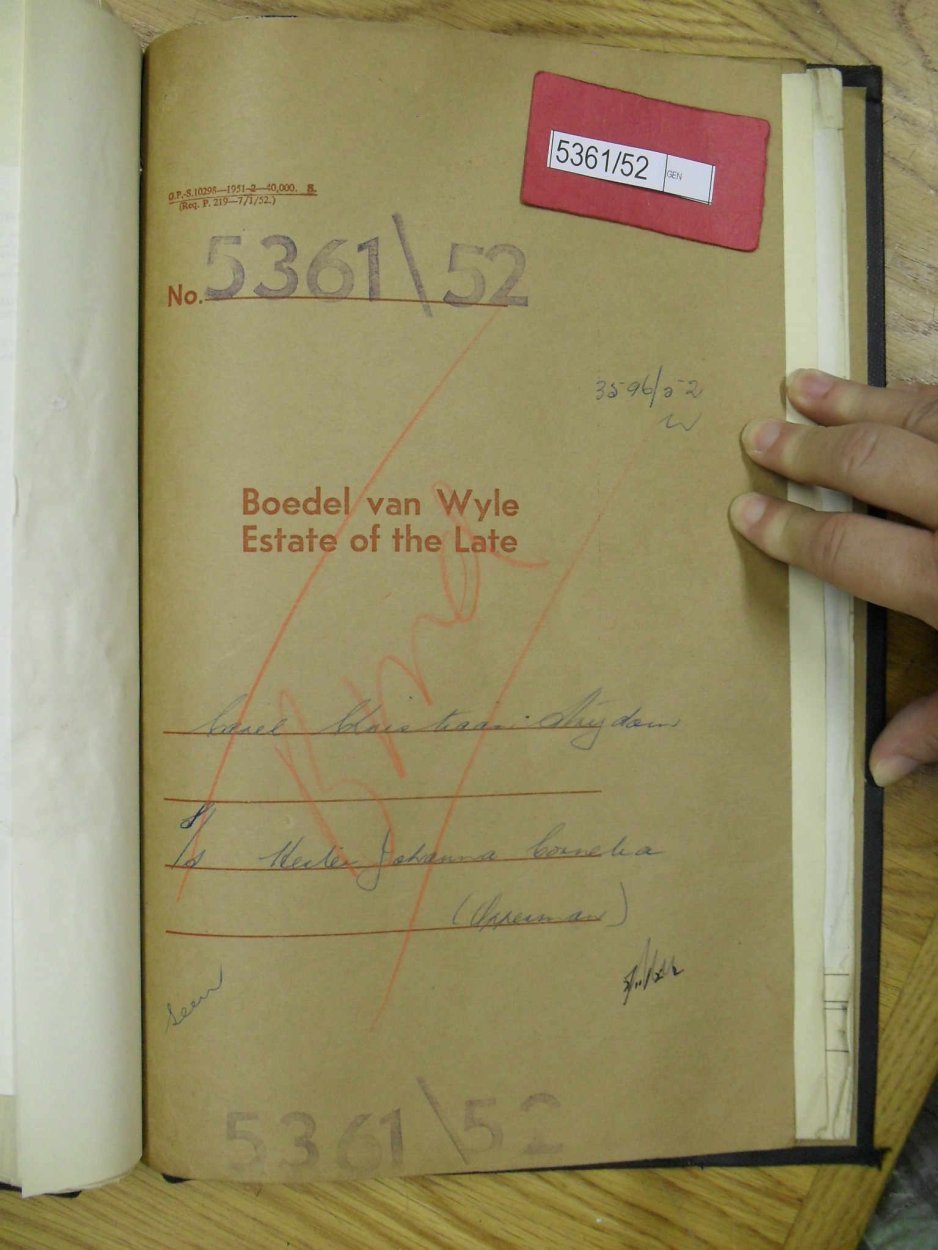 5361/52 GEN
G.P.-S.10298—1951-2—40,000. S.
(Req. P. 219—7/1/52.)
No. 5361\52
3596/52
Boedel van Wyle
Estate of the Late
Christiaan Strydom
Hester Johanna Cornelia
(Opperman)
Seen
5361\52